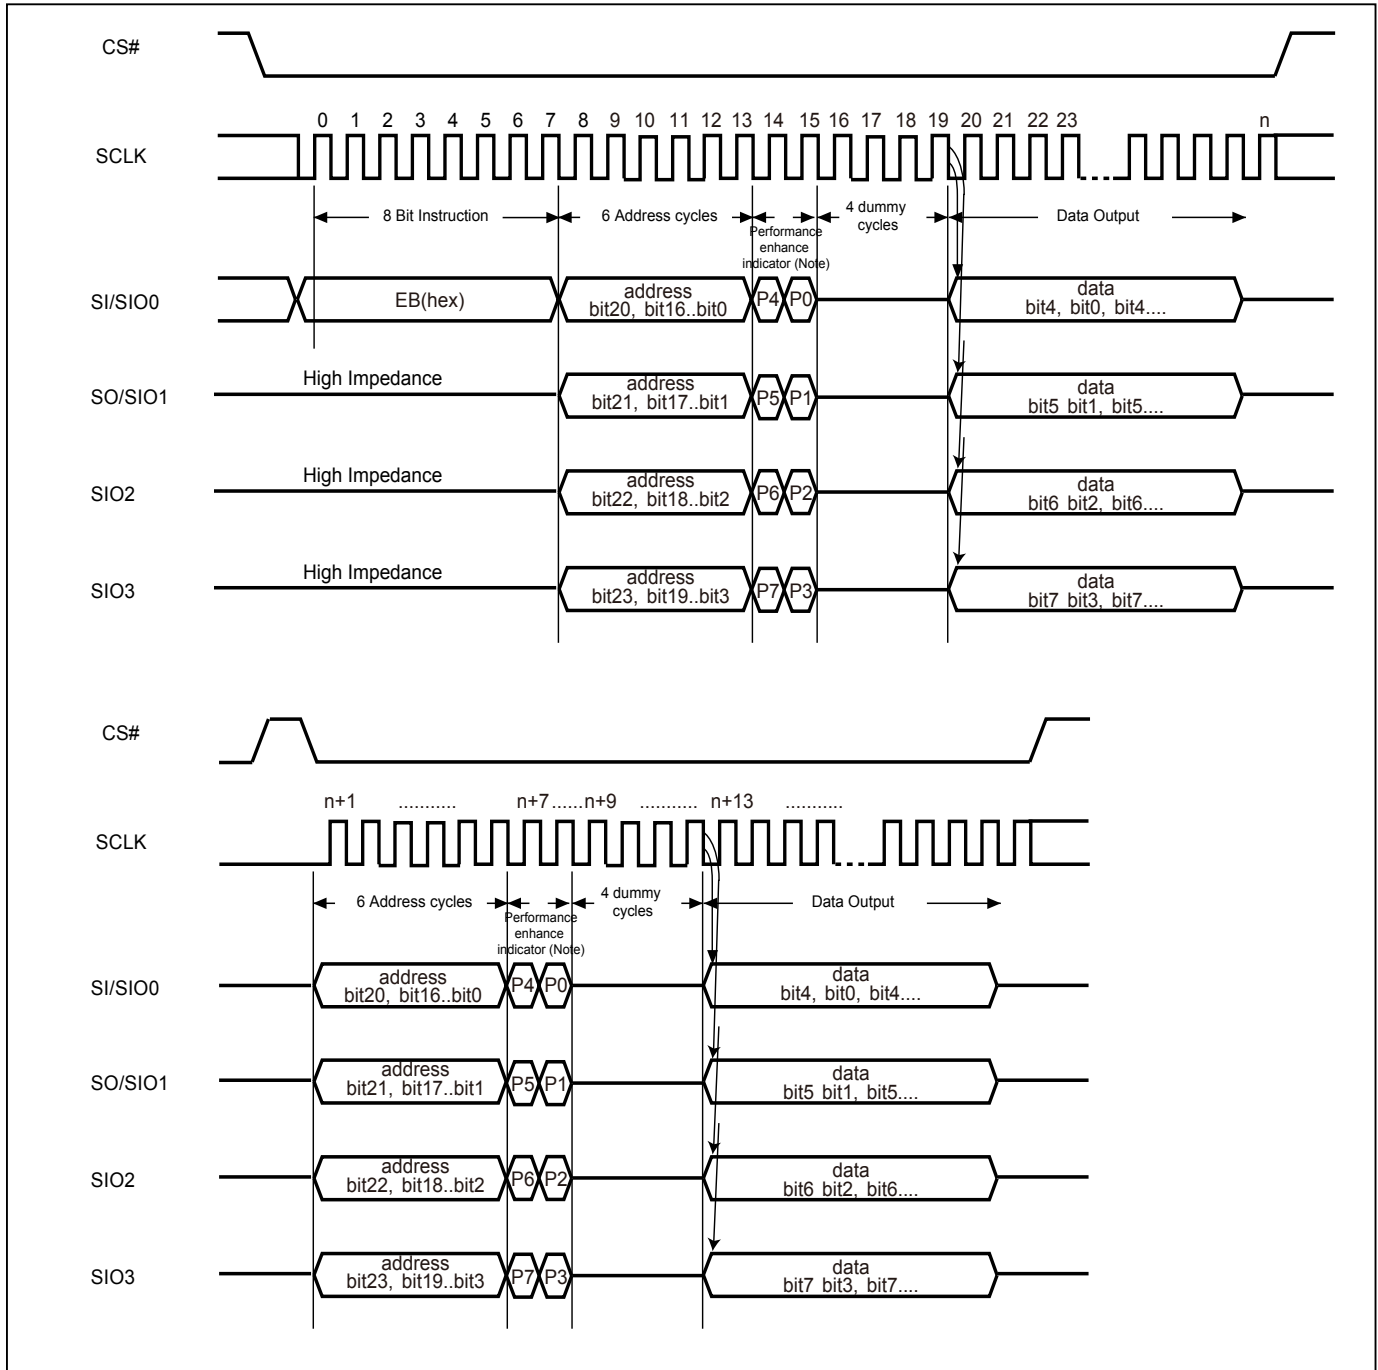 CS#
0 1 2 3 4 5 6 7 8 9 10 11 12 13 14 15 16 17 18 19 20 21 22 23 n
SCLK
8 Bit Instruction
6 Address cycles
Performance
enhance
indicator (Note)
4 dummy
cycles
Data Output
SI/SIO0
EB(hex)
address
bit20, bit16..bit0
P4 P0
data
bit4, bit0, bit4....
SO/SIO1
High Impedance
address
bit21, bit17..bit1
P5 P1
data
bit5 bit1, bit5....
SIO2
High Impedance
address
bit22, bit18..bit2
P6 P2
data
bit6 bit2, bit6....
SIO3
High Impedance
address
bit23, bit19..bit3
P7 P3
data
bit7 bit3, bit7....
CS#
n+1 ........... n+7......n+9 ........... n+13 ...........
SCLK
6 Address cycles
Performance
enhance
indicator (Note)
4 dummy
cycles
Data Output
SI/SIO0
address
bit20, bit16..bit0
P4 P0
data
bit4, bit0, bit4....
SO/SIO1
address
bit21, bit17..bit1
P5 P1
data
bit5 bit1, bit5....
SIO2
address
bit22, bit18..bit2
P6 P2
data
bit6 bit2, bit6....
SIO3
address
bit23, bit19..bit3
P7 P3
data
bit7 bit3, bit7....